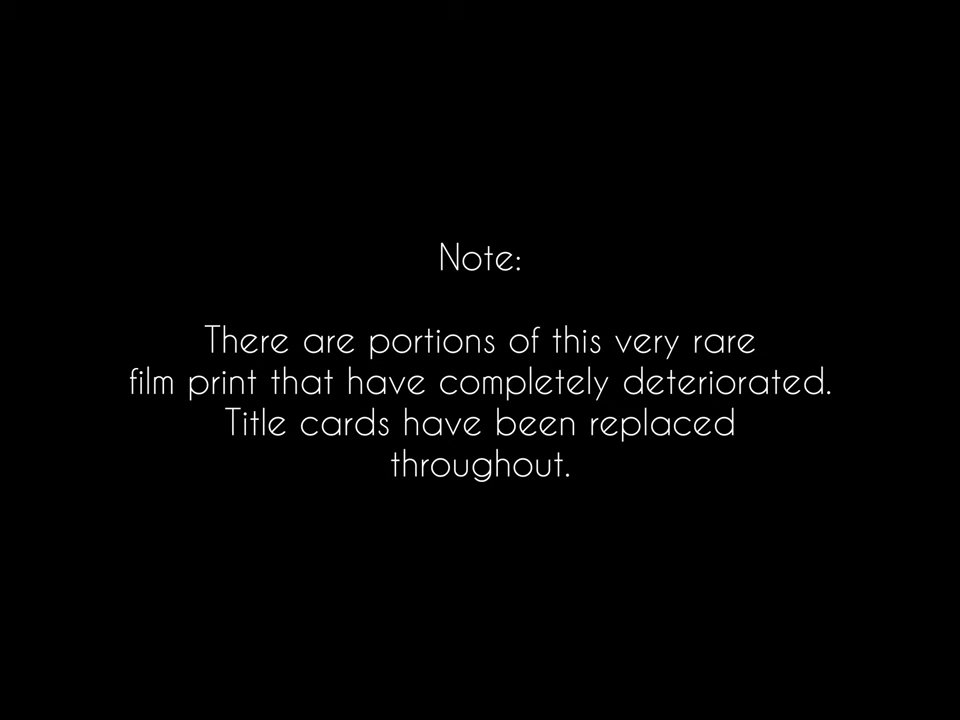 Note:
There are portions of this very rare
film print that have completely deteriorated.
Title cards have been replaced
throughout.